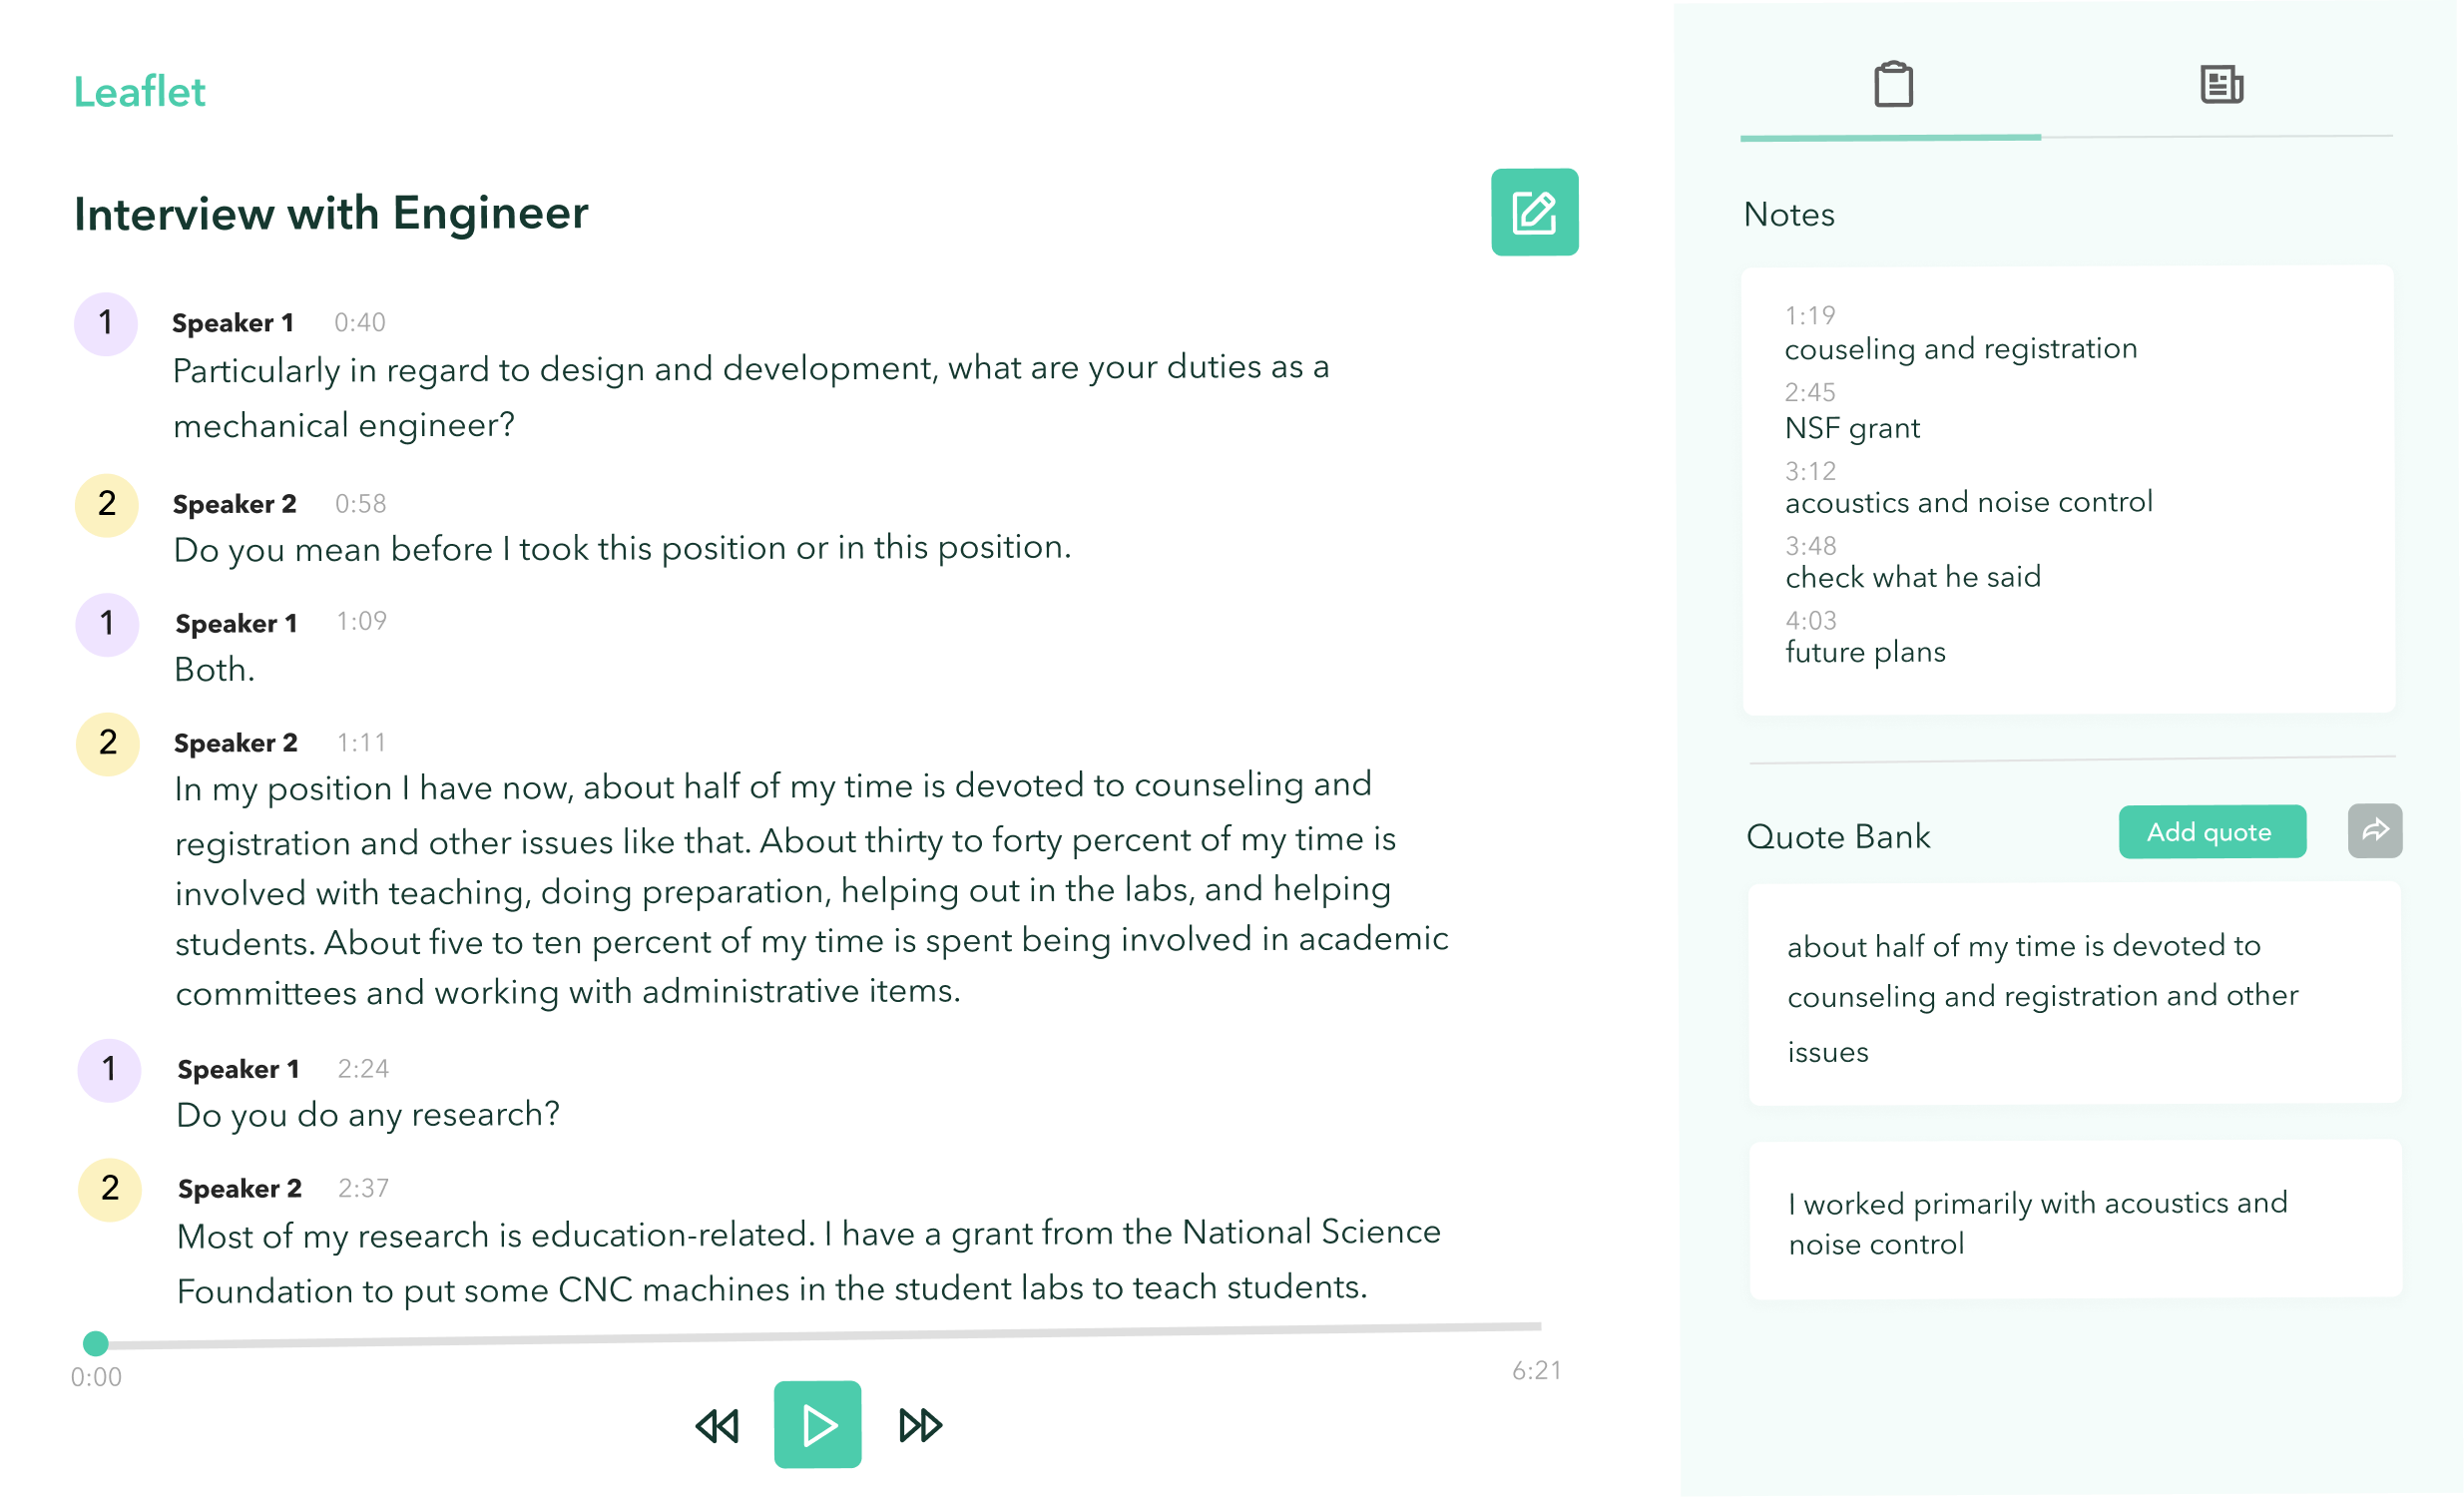 Leaflet
Interview with Engineer
1
Speaker 1 0:40
Particularly in regard to design and development, what are your duties as a
mechanical engineer?
2
Speaker 2 0:58
Do you mean before I took this position or in this position.
1
Speaker 1 1:09
Both.
2
Speaker 2 1:11
In my position I have now, about half of my time is devoted to counseling and
registration and other issues like that. About thirty to forty percent of my time is
involved with teaching, doing preparation, helping out in the labs, and helping
students. About five to ten percent of my time is spent being involved in academic
committees and working with administrative items.
1
Speaker 1 2:24
Do you do any research?
2
Speaker 2 2:37
Most of my research is education-related. I have a grant from the National Science
Foundation to put some CNC machines in the student labs to teach students.
0:00
6:21
Notes
1:19
couseling and registration
2:45
NSF grant
3:12
acoustics and noise control
3:48
check what he said
4:03
future plans
Quote Bank
Add quote
about half of my time is devoted to
counseling and registration and other
issues
I worked primarily with acoustics and
noise control